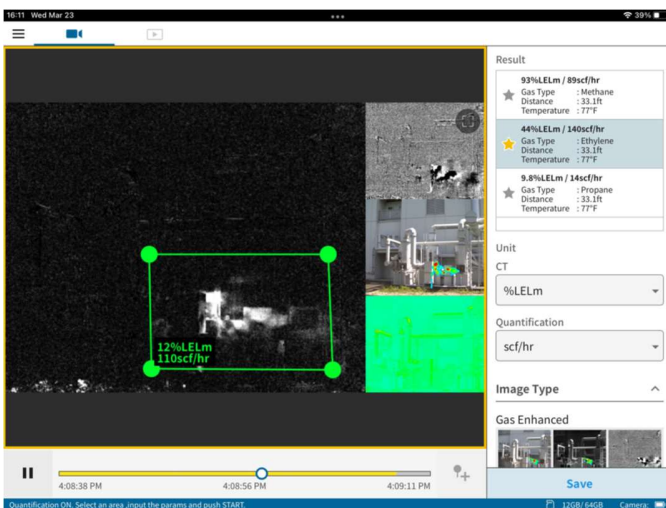 16:11 Wed Mar 23
39%
Result
93%LELm / 89scf/hr
Gas Type : Methane
Distance : 33.1ft
Temperature : 77°F
44%LELm / 140scf/hr
Gas Type : Ethylene
Distance : 33.1ft
Temperature : 77°F
9.8%LELm / 14scf/hr
Gas Type : Propane
Distance : 33.1ft
Temperature : 77°F
Unit
CT
%LELm
Quantification
scf/hr
Image Type
Gas Enhanced
12%LELm
110scf/hr
4:08:38 PM
4:08:56 PM
4:09:11 PM
Save
Quantification ON. Select an area ,input the params and push START.
12GB/ 64GB
Camera: